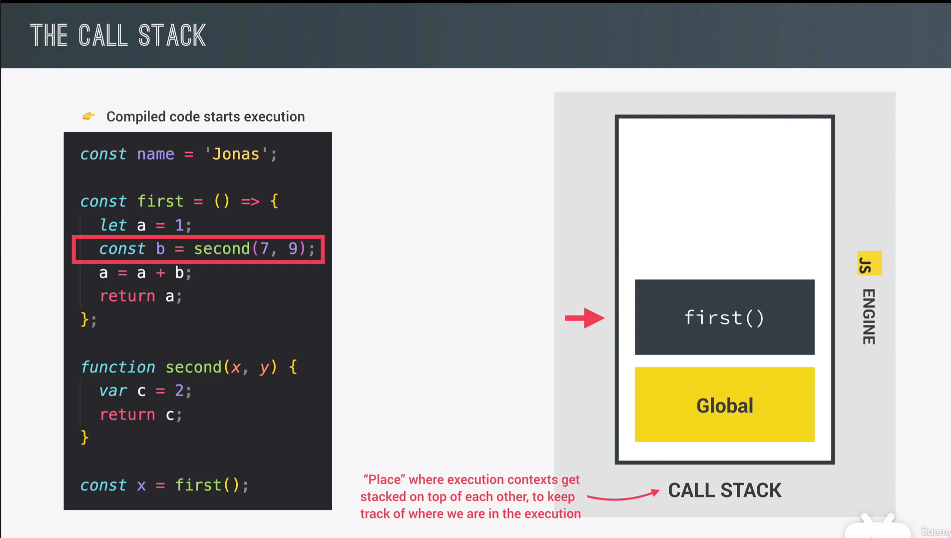 THE CALL STACK
👉 Compiled code starts execution
const name = 'Jonas';
const first = () => {
let a = 1;
const b = second(7, 9);
a = a + b;
return a;
};
function second(x, y) {
var c = 2;
return c;
}
const x = first();
first()
Global
JS ENGINE
“Place” where execution contexts get
stacked on top of each other, to keep
track of where we are in the execution
CALL STACK
ûdemy